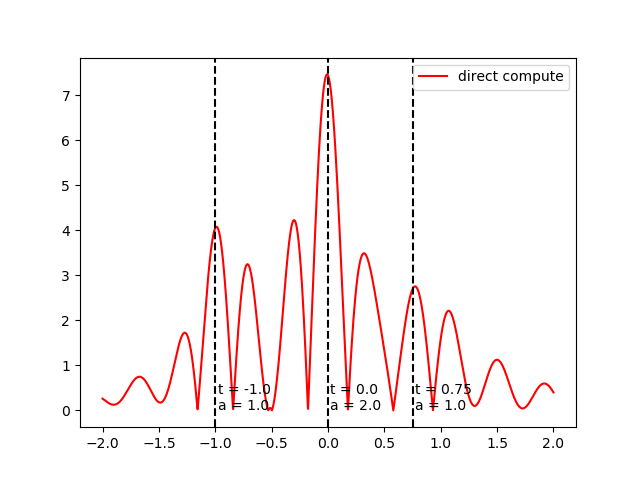 direct compute
7
6
5
4
3
2
1
0
t = -1.0
a = 1.0
t = 0.0
a = 2.0
t = 0.75
a = 1.0
−2.0 −1.5 −1.0 −0.5 0.0 0.5 1.0 1.5 2.0